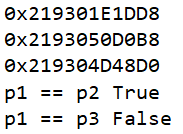 0x219301E1DD8
0x2193050D0B8
0x219304D48D0
p1 == p2 True
p1 == p3 False